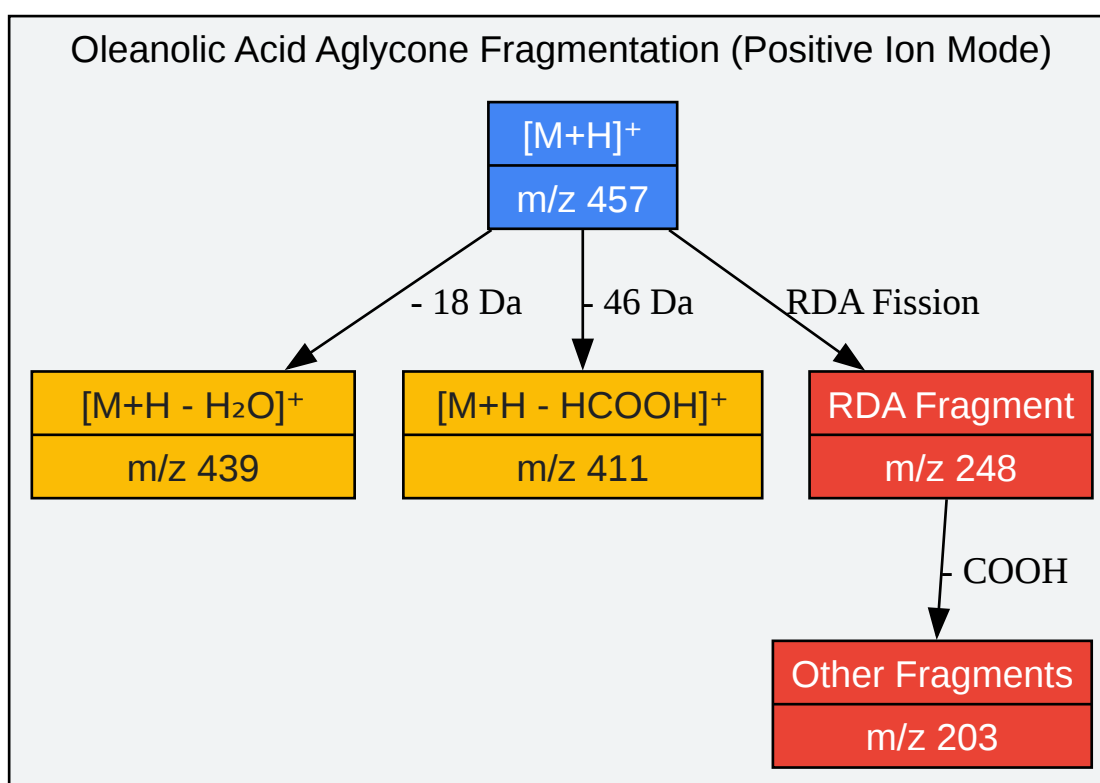 Oleanolic Acid Aglycone Fragmentation (Positive Ion Mode)
[M+H]⁺
m/z 457
- 18 Da
- 46 Da
RDA Fission
[M+H - H₂O]⁺
m/z 439
[M+H - HCOOH]⁺
m/z 411
RDA Fragment
m/z 248
- COOH
Other Fragments
m/z 203